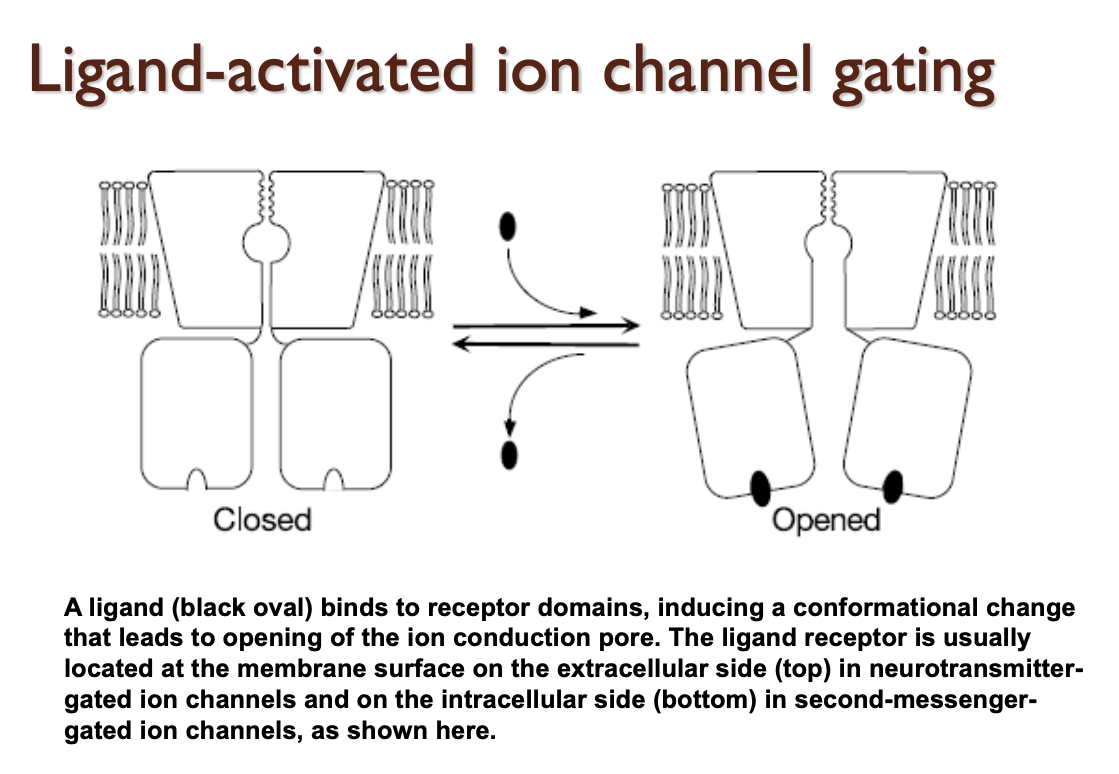 Ligand-activated ion channel gating
Closed
Opened
A ligand (black oval) binds to receptor domains, inducing a conformational change
that leads to opening of the ion conduction pore. The ligand receptor is usually
located at the membrane surface on the extracellular side (top) in neurotransmitter-
gated ion channels and on the intracellular side (bottom) in second-messenger-
gated ion channels, as shown here.